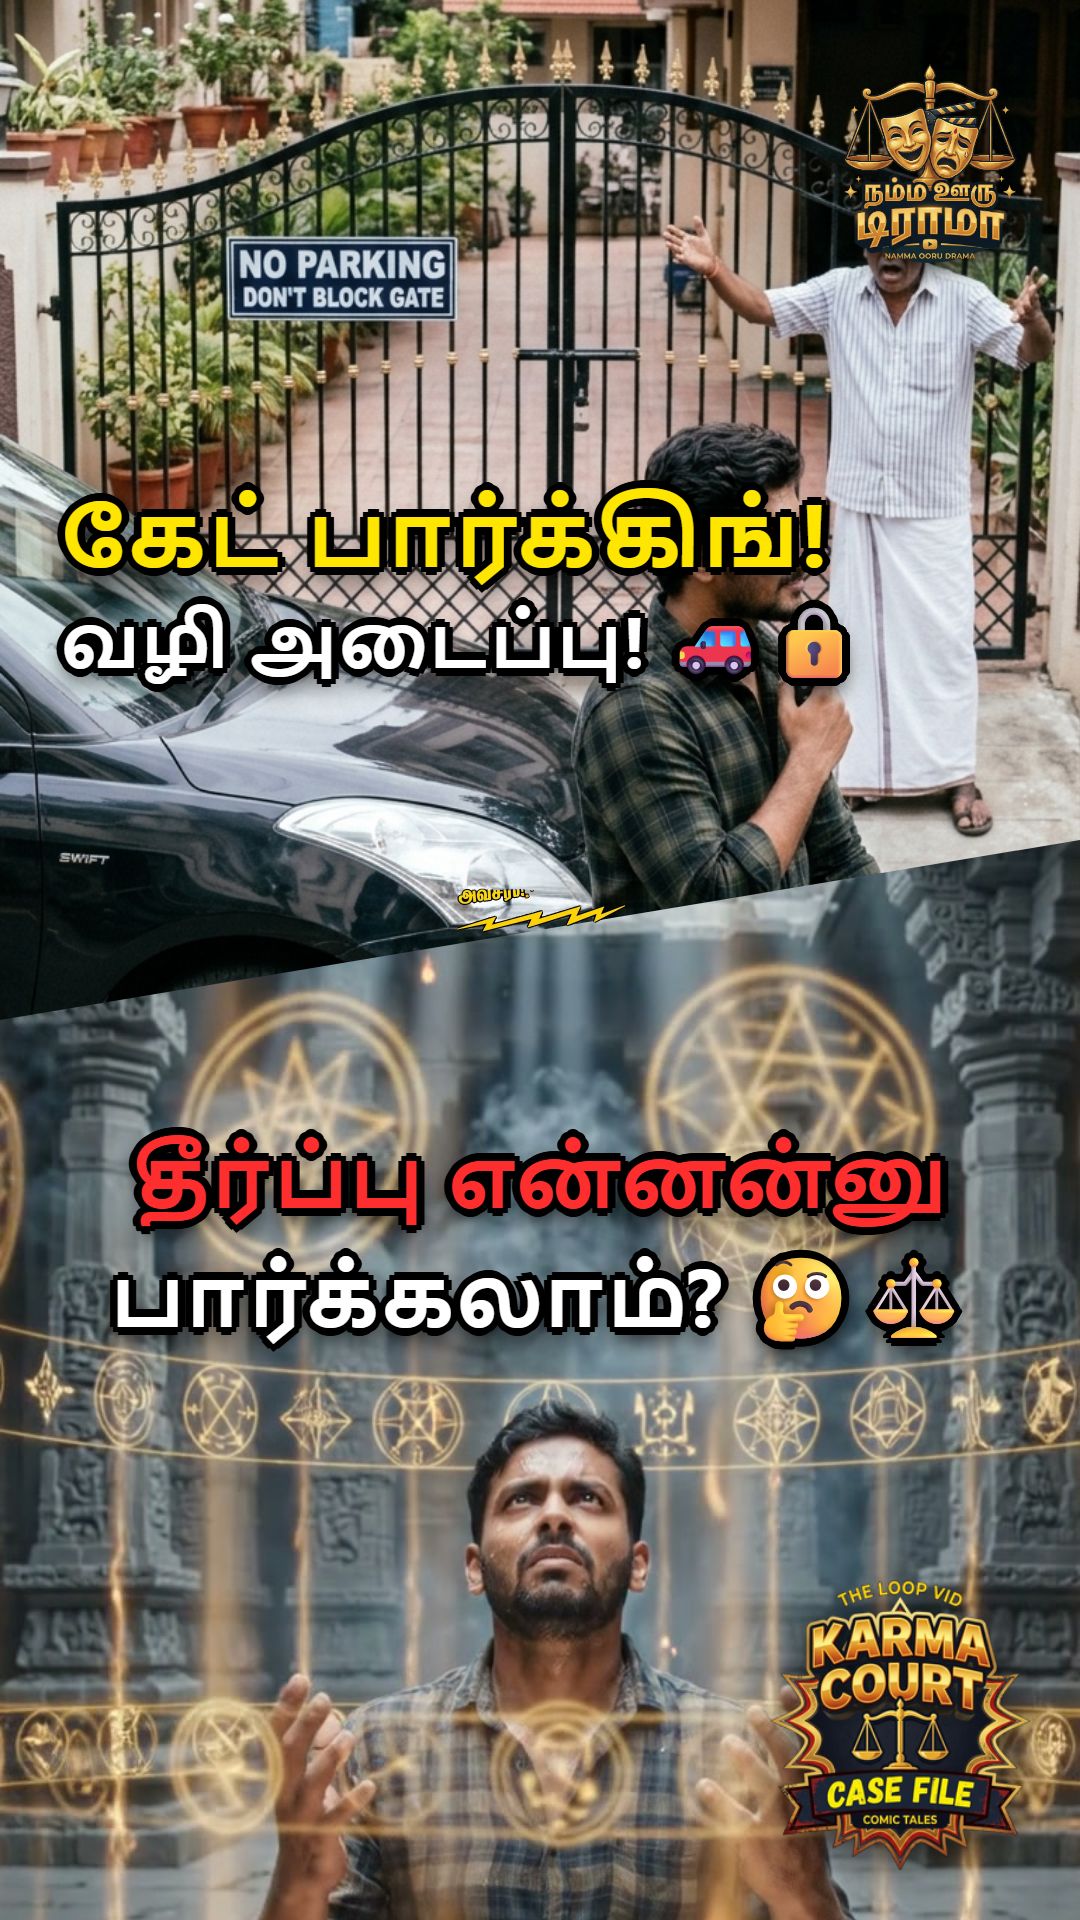 நம்ம ஊரு
டிராமா
NAMMA OORU DRAMA
NO PARKING
DON'T BLOCK GATE
கேட் பார்க்கிங்!
வழி அடைப்பு! 🚗 🔒
SWIFT
தீர்ப்பு என்னன்னு
பார்க்கலாம்? 🤔 ⚖️
THE LOOP VID
KARMA
COURT
CASE FILE
COMIC TALES